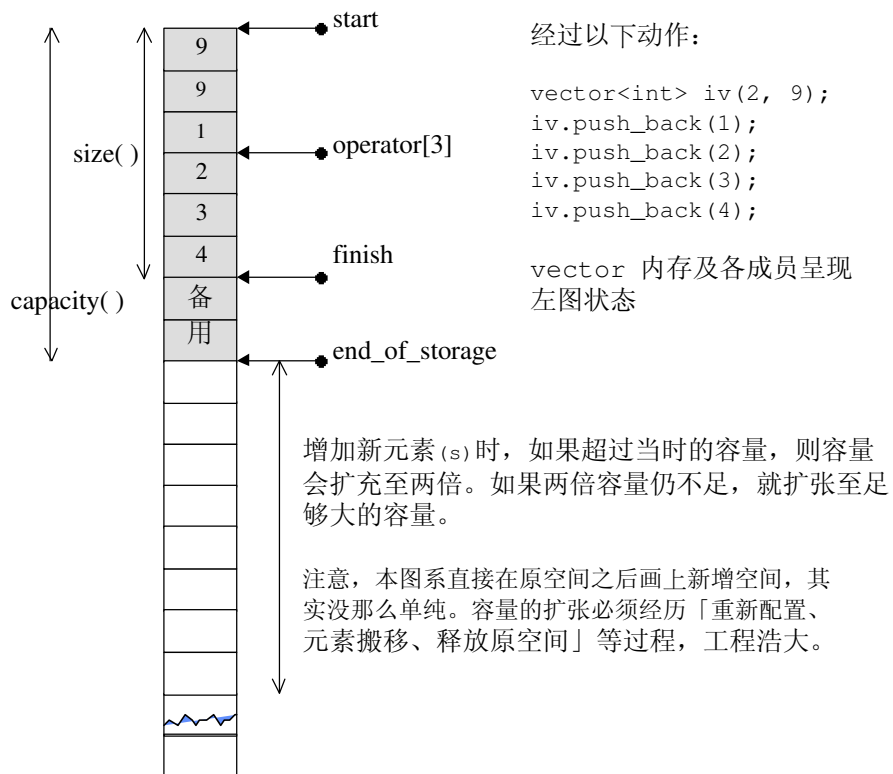 start
经过以下动作：
9
9
vector<int> iv(2, 9);
iv.push_back(1);
1
size( )
operator[3]
iv.push_back(2);
2
iv.push_back(3);
3
iv.push_back(4);
4
finish
vector 内存及各成员呈现
左图状态
capacity( )
备
用
end_of_storage
增加新元素(s)时，如果超过当时的容量，则容量
会扩充至两倍。如果两倍容量仍不足，就扩张至足
够大的容量。
注意，本图系直接在原空间之后画上新增空间，其
实没那么单纯。容量的扩张必须经历「重新配置、
元素搬移、释放原空间」等过程，工程浩大。